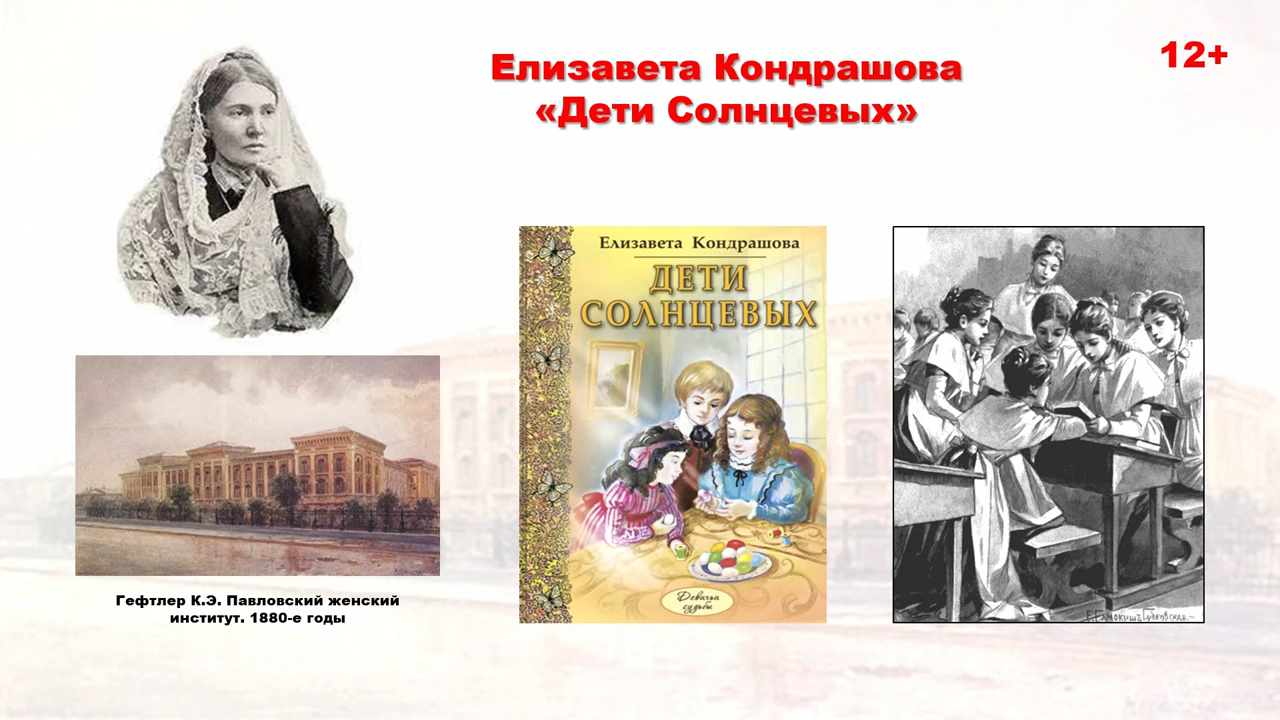 Елизавета Кондрашова
«Дети Солнцевых»
12+
Елизавета Кондрашова
ДЕТИ
СОЛНЦЕВЫХ
Девичьи
судьбы
Гефтлер К.Э. Павловский женский
институт. 1880-е годы